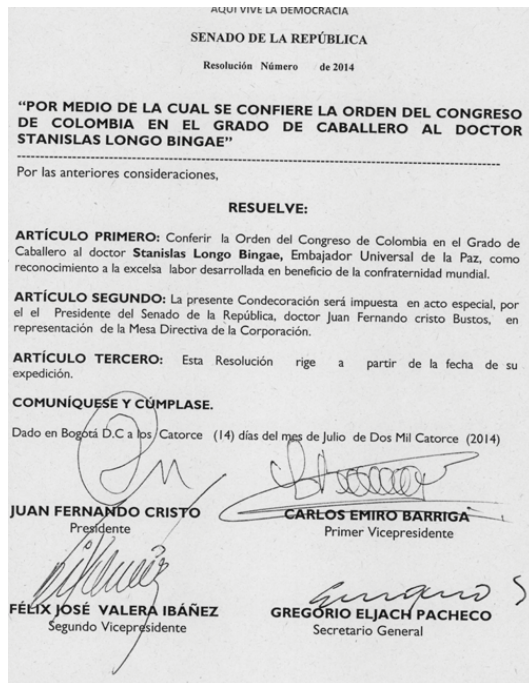 AQUÍ VIVE LA DEMOCRACIA
SENADO DE LA REPÚBLICA
Resolución Número de 2014
“POR MEDIO DE LA CUAL SE CONFIERE LA ORDEN DEL CONGRESO
DE COLOMBIA EN EL GRADO DE CABALLERO AL DOCTOR
STANISLAS LONGO BINGAE”
Por las anteriores consideraciones,
RESUELVE:
ARTÍCULO PRIMERO: Conferir la Orden del Congreso de Colombia en el Grado de
Caballero al doctor Stanislas Longo Bingae, Embajador Universal de la Paz, como
reconocimiento a la excelsa labor desarrollada en beneficio de la confraternidad mundial.
ARTÍCULO SEGUNDO: La presente Condecoración será impuesta en acto especial, por
el el Presidente del Senado de la República, doctor Juan Fernando cristo Bustos, en
representación de la Mesa Directiva de la Corporación.
ARTÍCULO TERCERO: Esta Resolución rige a partir de la fecha de su
expedición.
COMUNÍQUESE Y CÚMPLASE.
Dado en Bogotá D.C a los Catorce (14) días del mes de Julio de Dos Mil Catorce (2014)
JUAN FERNANDO CRISTO
Presidente
CARLOS EMIRO BARRIGA
Primer Vicepresidente
FÉLIX JOSÉ VALERA IBÁÑEZ
Segundo Vicepresidente
GREGORIO ELJACH PACHECO
Secretario General